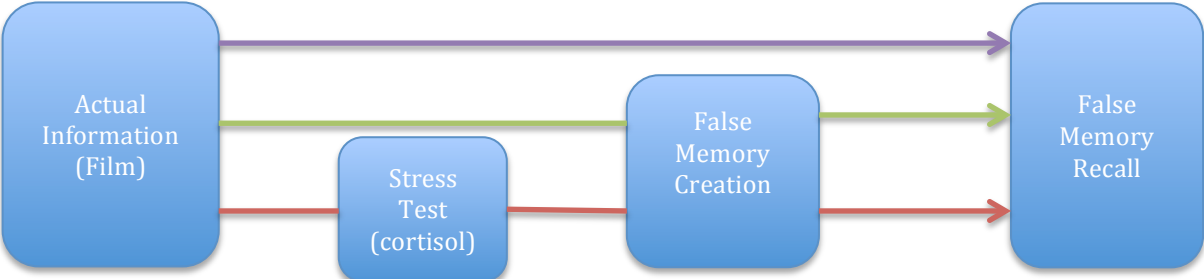 Actual
Information
(Film)
Stress
Test
(cortisol)
False
Memory
Creation
False
Memory
Recall